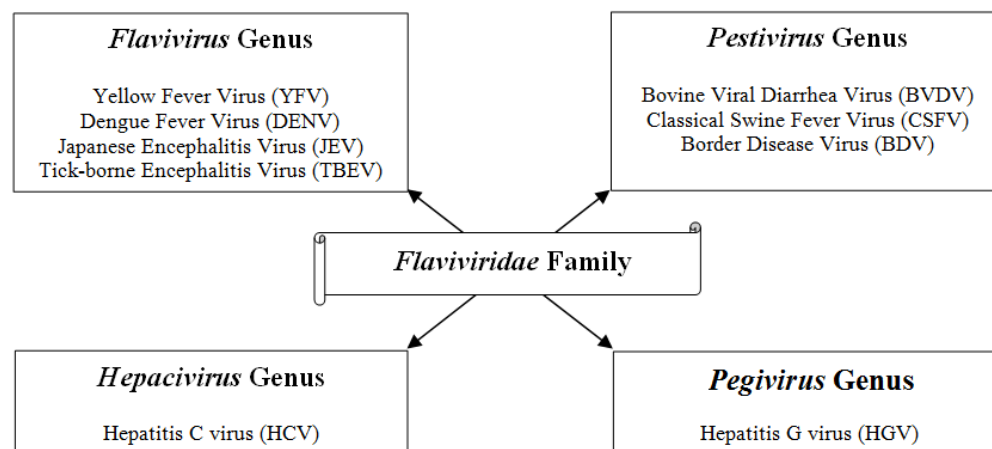 Flavivirus Genus
Yellow Fever Virus (YFV)
Dengue Fever Virus (DENV)
Japanese Encephalitis Virus (JEV)
Tick-borne Encephalitis Virus (TBEV)
Pestivirus Genus
Bovine Viral Diarrhea Virus (BVDV)
Classical Swine Fever Virus (CSFV)
Border Disease Virus (BDV)
Flaviviridae Family
Hepacivirus Genus
Hepatitis C virus (HCV)
Pegivirus Genus
Hepatitis G virus (HGV)